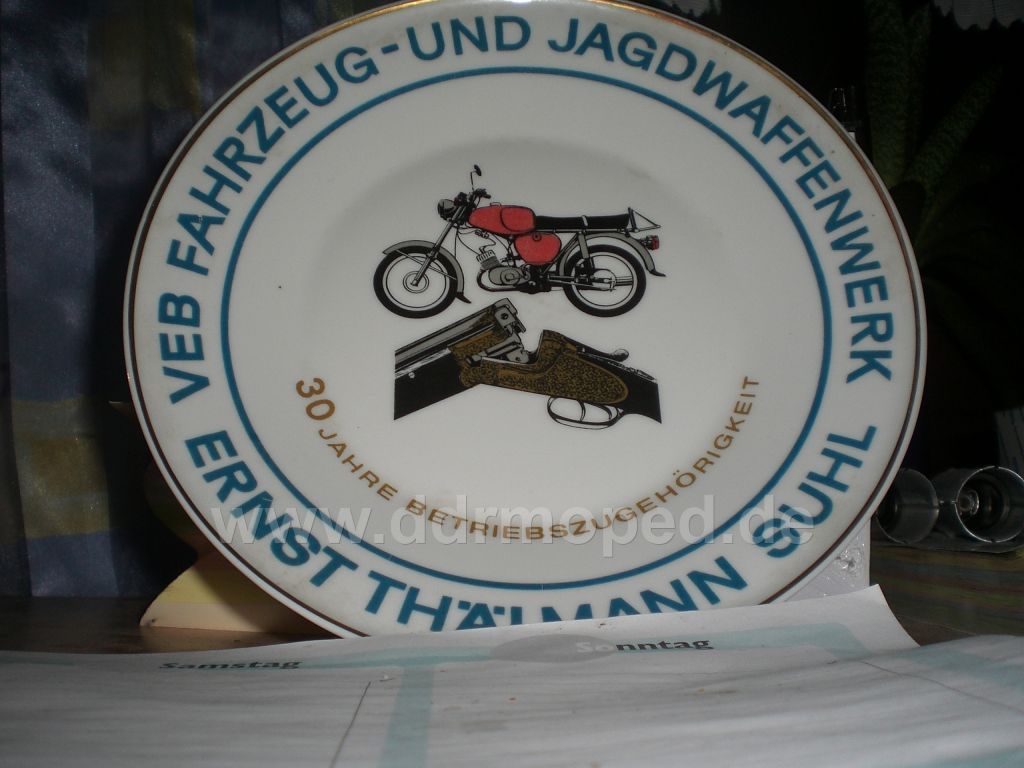 VEB FAHRZEUG-UND JAGDWAFFENWERK
ERNST THÄLMANN SUHL
30 JAHRE BETRIEBSZUGEHÖRIGKEIT
www.ddrmoped.de
Samstag
Sonntag